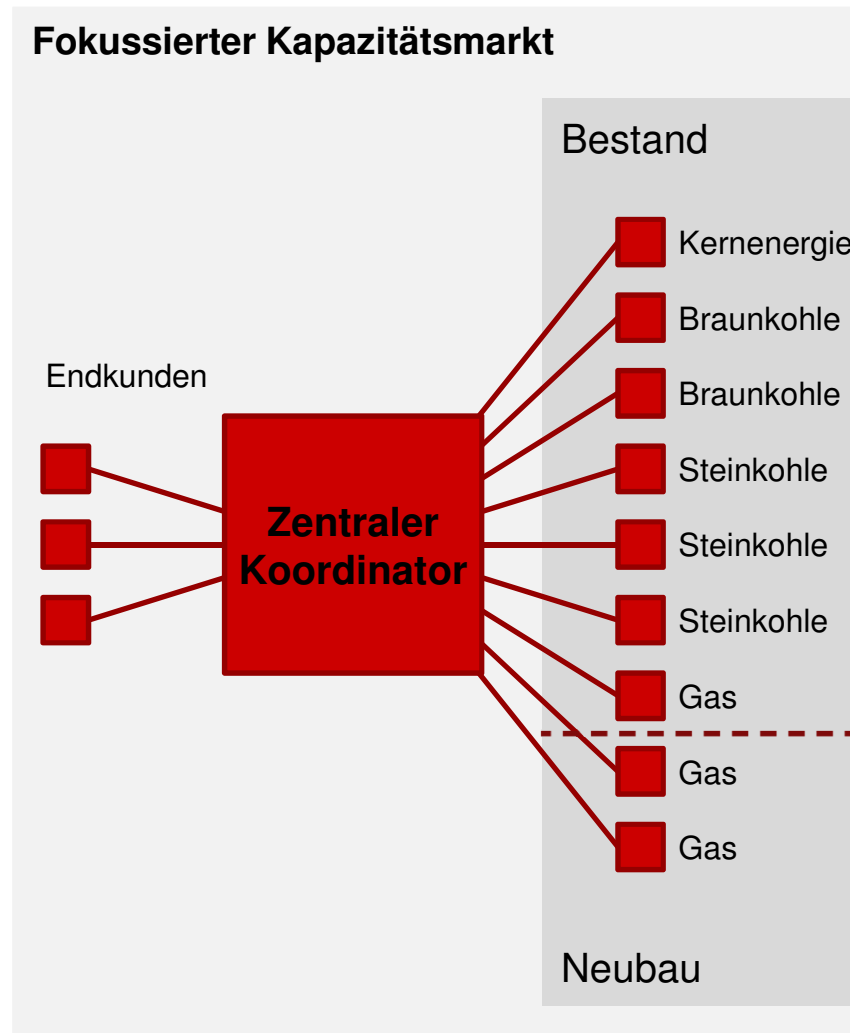 Fokussierter Kapazitätsmarkt
Bestand
Kernenergie
Braunkohle
Endkunden
Braunkohle
Steinkohle
Zentraler
Koordinator
Steinkohle
Steinkohle
Gas
Gas
Gas
Neubau